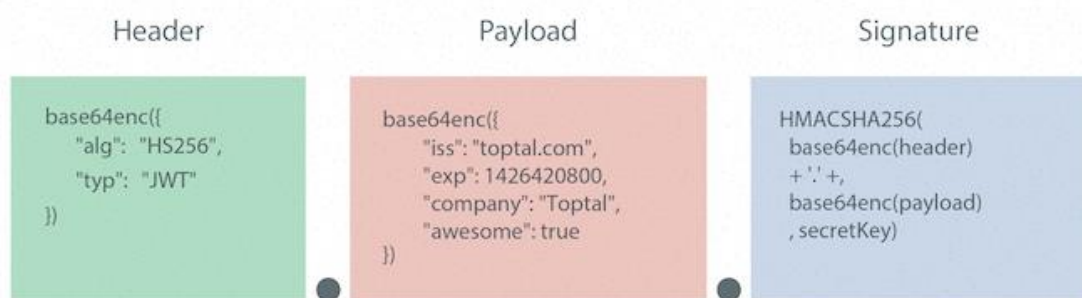 Header
base64enc({
"alg": "HS256",
"typ": "JWT"
})
Payload
base64enc({
"iss": "toptal.com",
"exp": 1426420800,
"company": "Toptal",
"awesome": true
})
Signature
HMACSHA256(
base64enc(header)
+ '.' +,
base64enc(payload)
, secretKey)